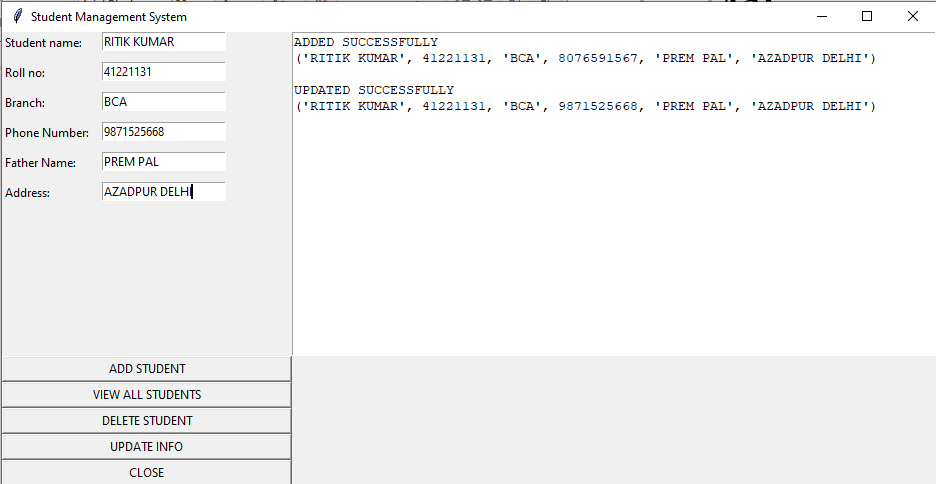 Student Management System
Student name: RITIK KUMAR
Roll no: 41221131
Branch: BCA
Phone Number: 9871525668
Father Name: PREM PAL
Address: AZADPUR DELHI
ADDED SUCCESSFULLY
('RITIK KUMAR', 41221131, 'BCA', 8076591567, 'PREM PAL', 'AZADPUR DELHI')
UPDATED SUCCESSFULLY
('RITIK KUMAR', 41221131, 'BCA', 9871525668, 'PREM PAL', 'AZADPUR DELHI')
ADD STUDENT
VIEW ALL STUDENTS
DELETE STUDENT
UPDATE INFO
CLOSE